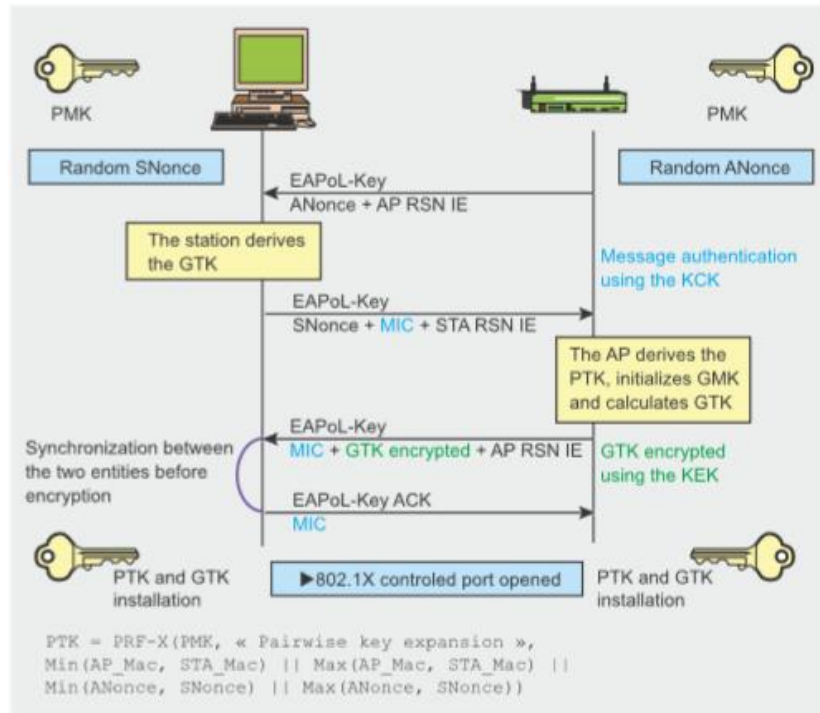 PMK
PMK
Random SNonce
Random ANonce
EAPoL-Key
ANonce + AP RSN IE
The station derives
the GTK
Message authentication
using the KCK
EAPoL-Key
SNonce + MIC + STA RSN IE
The AP derives the
PTK, initializes GMK
and calculates GTK
EAPoL-Key
MIC + GTK encrypted + AP RSN IE
Synchronization between
the two entities before
encryption
GTK encrypted
using the KEK
EAPoL-Key ACK
MIC
PTK and GTK
installation
▶802.1X controled port opened
PTK and GTK
installation
PTK = PRF-X(PMK, « Pairwise key expansion »,
Min(AP_Mac, STA_Mac) || Max(AP_Mac, STA_Mac) ||
Min(ANonce, SNonce) || Max(ANonce, SNonce))